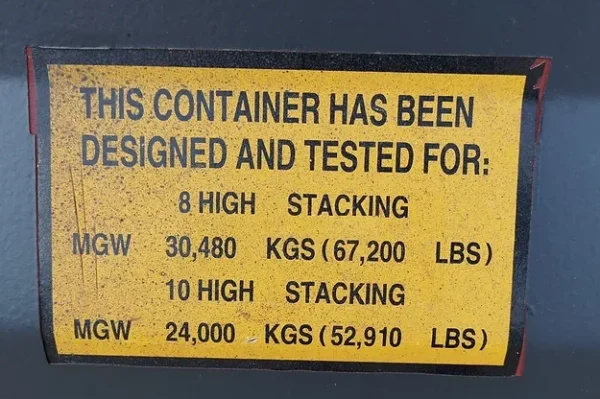 THIS CONTAINER HAS BEEN
DESIGNED AND TESTED FOR:
8 HIGH STACKING
MGW 30,480 KGS (67,200 LBS)
10 HIGH STACKING
MGW 24,000 KGS (52,910 LBS)